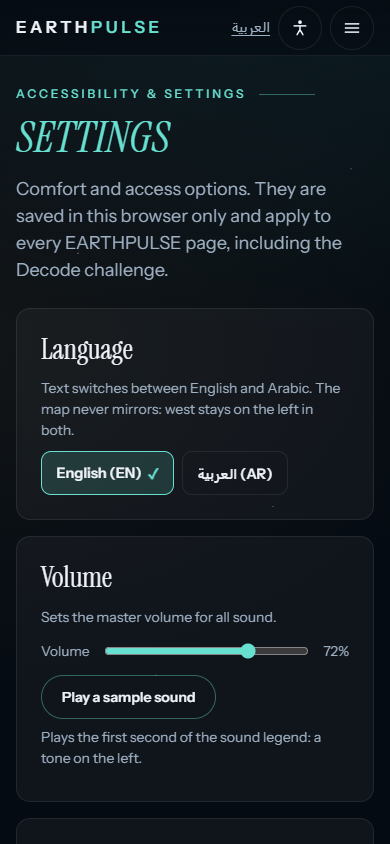 EARTHPULSE
العربية
ACCESSIBILITY & SETTINGS
SETTINGS
Comfort and access options. They are
saved in this browser only and apply to
every EARTHPULSE page, including the
Decode challenge.
Language
Text switches between English and Arabic. The
map never mirrors: west stays on the left in
both.
English (EN) ✓
العربية (AR)
Volume
Sets the master volume for all sound.
Volume 72%
Play a sample sound
Plays the first second of the sound legend: a
tone on the left.